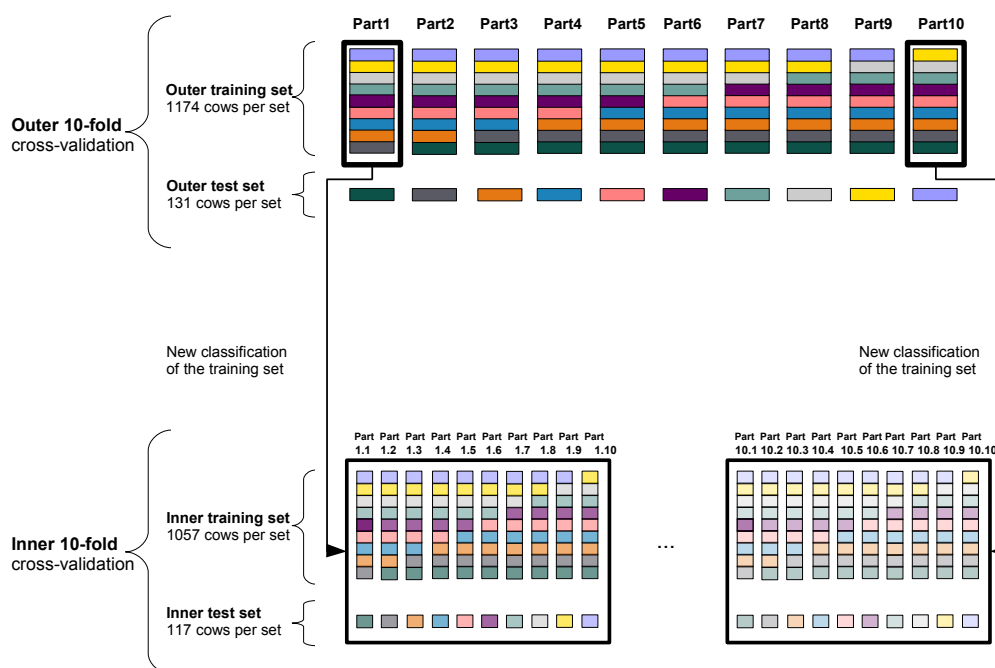 Part1 Part2 Part3 Part4 Part5 Part6 Part7 Part8 Part9 Part10
Outer training set
1174 cows per set
Outer 10-fold
cross-validation
Outer test set
131 cows per set
New classification
of the training set
New classification
of the training set
Part Part Part Part Part Part Part Part Part Part
1.1 1.2 1.3 1.4 1.5 1.6 1.7 1.8 1.9 1.10
Part Part Part Part Part Part Part Part Part Part
10.1 10.2 10.3 10.4 10.5 10.6 10.7 10.8 10.9 10.10
Inner training set
1057 cows per set
...
Inner 10-fold
cross-validation
Inner test set
117 cows per set